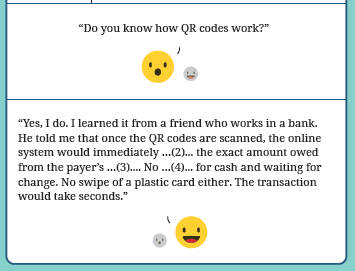 “Do you know how QR codes work?”
“Yes, I do. I learned it from a friend who works in a bank.
He told me that once the QR codes are scanned, the online
system would immediately ...(2)... the exact amount owed
from the payer’s ...(3).... No ...(4)... for cash and waiting for
change. No swipe of a plastic card either. The transaction
would take seconds.”